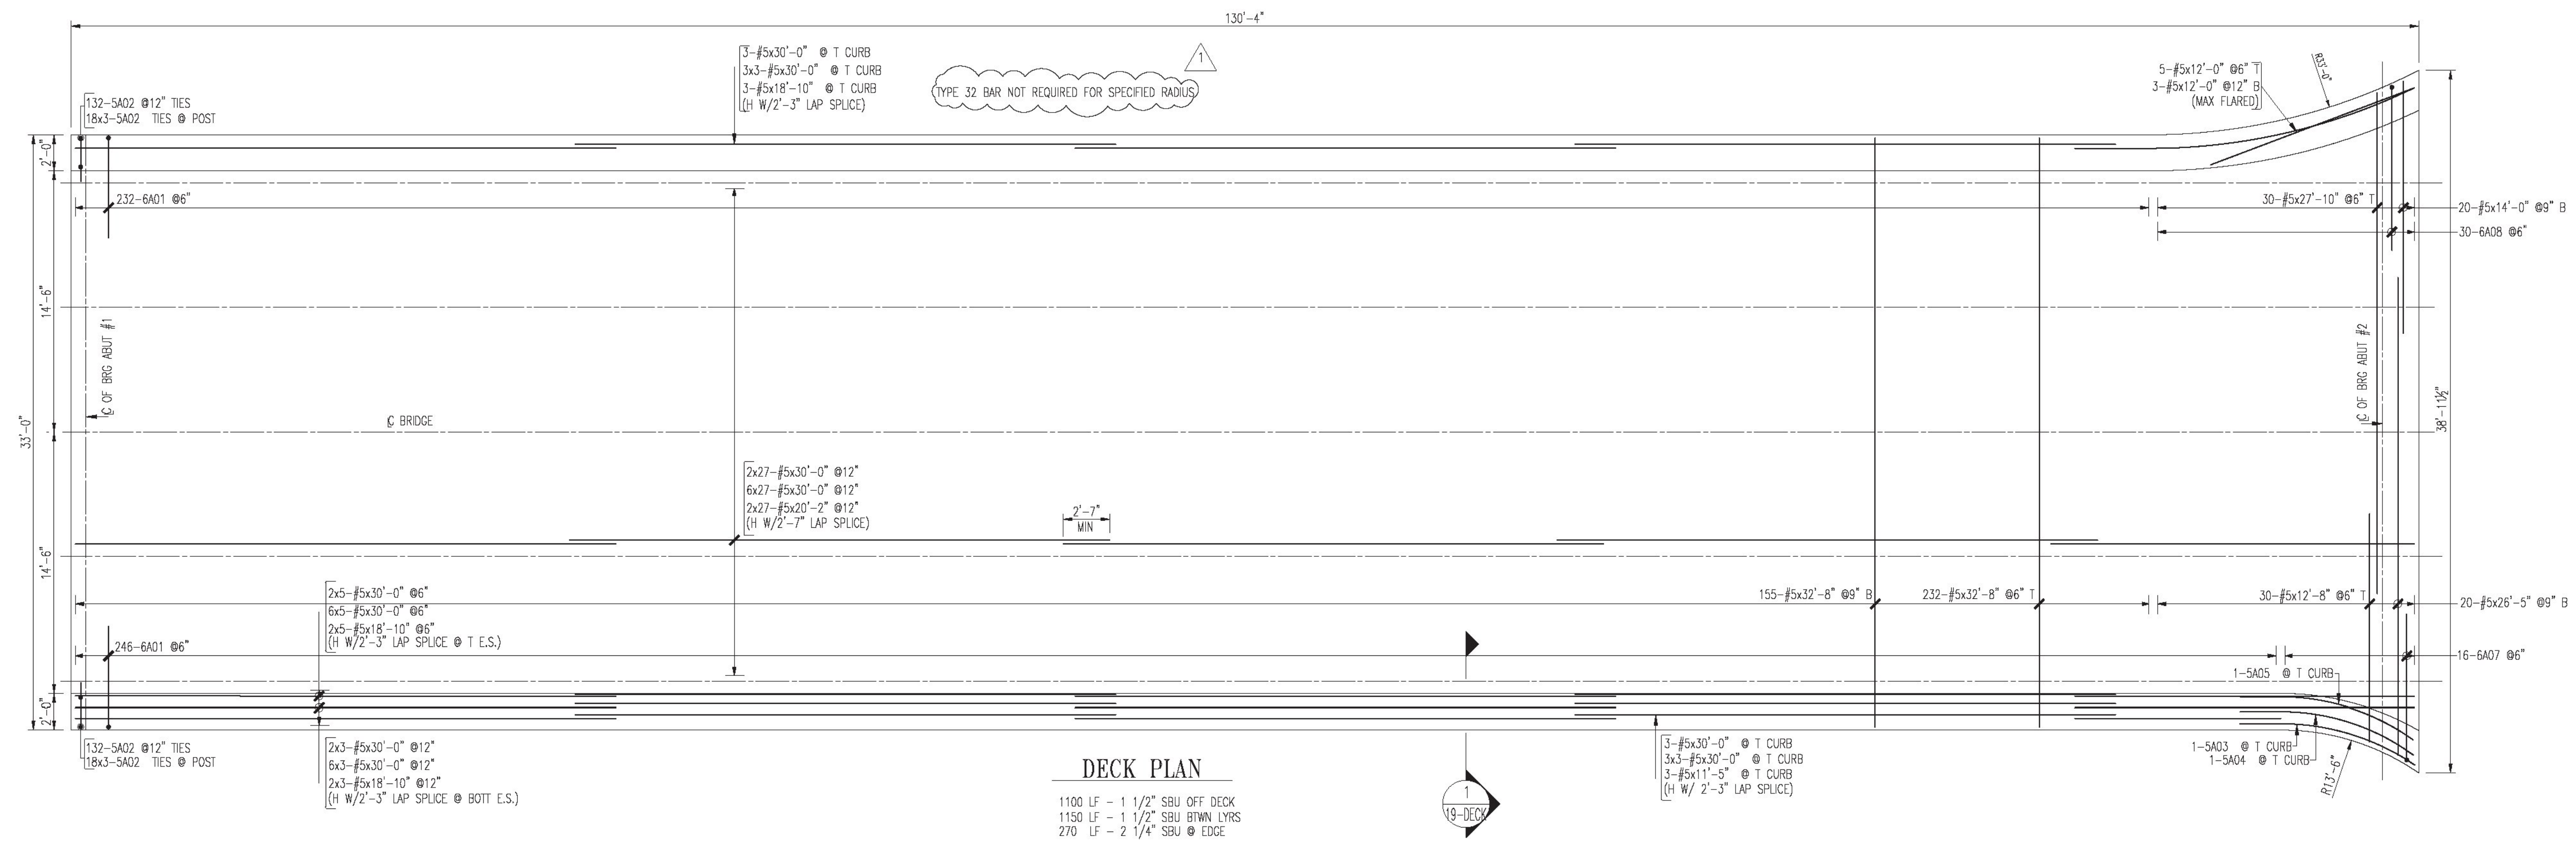 130'-4"
3-#5x30'-0" @ T CURB
3x3-#5x30'-0" @ T CURB
3-#5x18'-10" @ T CURB
(H W/2'-3" LAP SPLICE)
1
TYPE 32 BAR NOT REQUIRED FOR SPECIFIED RADIUS
R33'-0"
5-#5x12'-0" @6" T
3-#5x12'-0" @12" B
(MAX FLARED)
132-5A02 @12" TIES
18x3-5A02 TIES @ POST
2'-0"
232-6A01 @6"
30-#5x27'-10" @6" T
20-#5x14'-0" @9" B
30-6A08 @6"
14'-6"
℄ OF BRG ABUT #1
℄ OF BRG ABUT #2
33'-0"
38'-11½"
℄ BRIDGE
2x27-#5x30'-0" @12"
6x27-#5x30'-0" @12"
2x27-#5x20'-2" @12"
(H W/2'-7" LAP SPLICE)
2'-7"
MIN
14'-6"
2x5-#5x30'-0" @6"
6x5-#5x30'-0" @6"
2x5-#5x18'-10" @6"
(H W/2'-3" LAP SPLICE @ T E.S.)
155-#5x32'-8" @9" B
232-#5x32'-8" @6" T
30-#5x12'-8" @6" T
20-#5x26'-5" @9" B
246-6A01 @6"
16-6A07 @6"
1-5A05 @ T CURB
2'-0"
132-5A02 @12" TIES
18x3-5A02 TIES @ POST
2x3-#5x30'-0" @12"
6x3-#5x30'-0" @12"
2x3-#5x18'-10" @12"
(H W/2'-3" LAP SPLICE @ BOTT E.S.)
3-#5x30'-0" @ T CURB
3x3-#5x30'-0" @ T CURB
3-#5x11'-5" @ T CURB
(H W/ 2'-3" LAP SPLICE)
1-5A03 @ T CURB
1-5A04 @ T CURB
R13'-6"
DECK PLAN
1100 LF - 1 1/2" SBU OFF DECK
1150 LF - 1 1/2" SBU BTWN LYRS
270 LF - 2 1/4" SBU @ EDGE
1
19-DECK